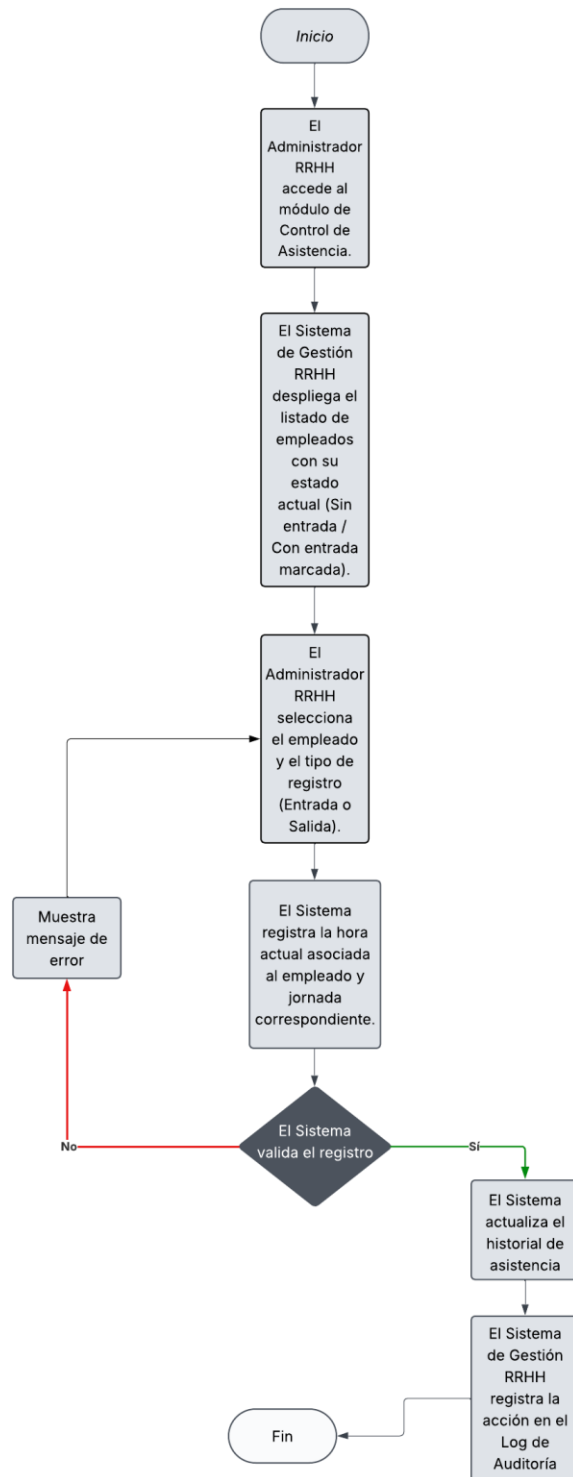 Inicio
El
Administrador
RRHH
accede al
módulo de
Control de
Asistencia.
El Sistema
de Gestión
RRHH
despliega el
listado de
empleados
con su
estado
actual (Sin
entrada /
Con entrada
marcada).
El
Administrador
RRHH
selecciona
el empleado
y el tipo de
registro
(Entrada o
Salida).
Muestra
mensaje de
error
El Sistema
registra la hora
actual asociada
al empleado y
jornada
correspondiente.
El Sistema
valida el registro
No
Sí
El Sistema
actualiza el
historial de
asistencia
El Sistema
de Gestión
RRHH
registra la
acción en el
Log de
Auditoría
Fin